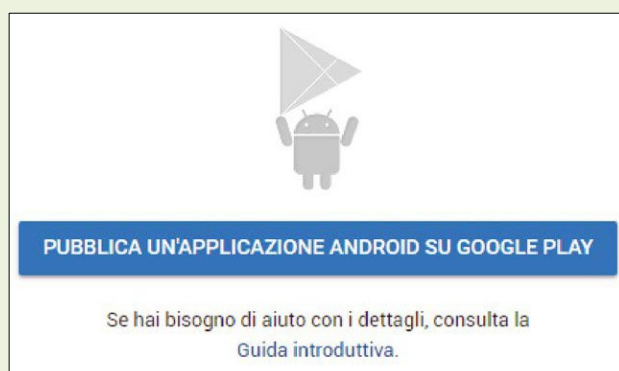 PUBBLICA UN'APPLICAZIONE ANDROID SU GOOGLE PLAY
Se hai bisogno di aiuto con i dettagli, consulta la
Guida introduttiva.